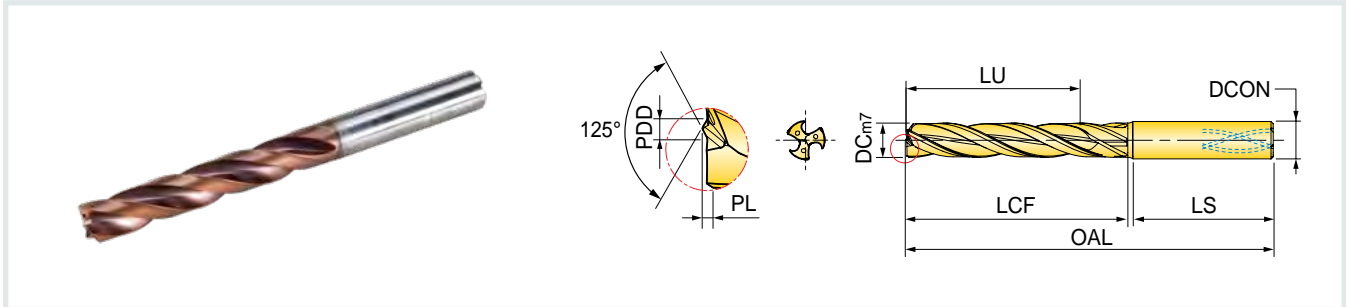 125°
PDD
PL
LU
DCON
DCm7
LCF
LS
OAL